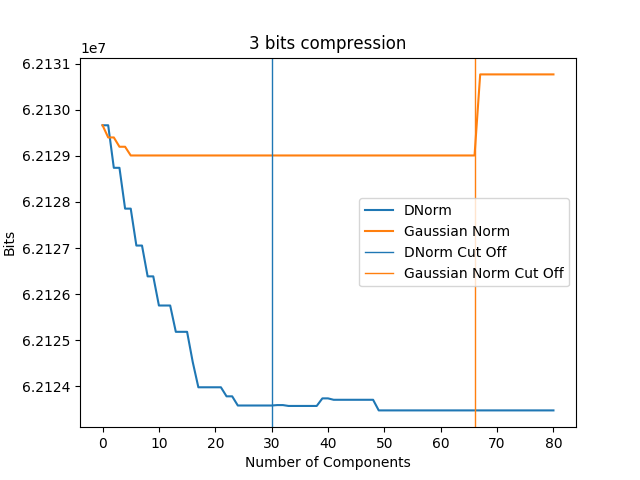 3 bits compression
1e7
6.2131
6.2130
6.2129
6.2128
6.2127
6.2126
6.2125
6.2124
Bits
DNorm
Gaussian Norm
DNorm Cut Off
Gaussian Norm Cut Off
0 10 20 30 40 50 60 70 80
Number of Components